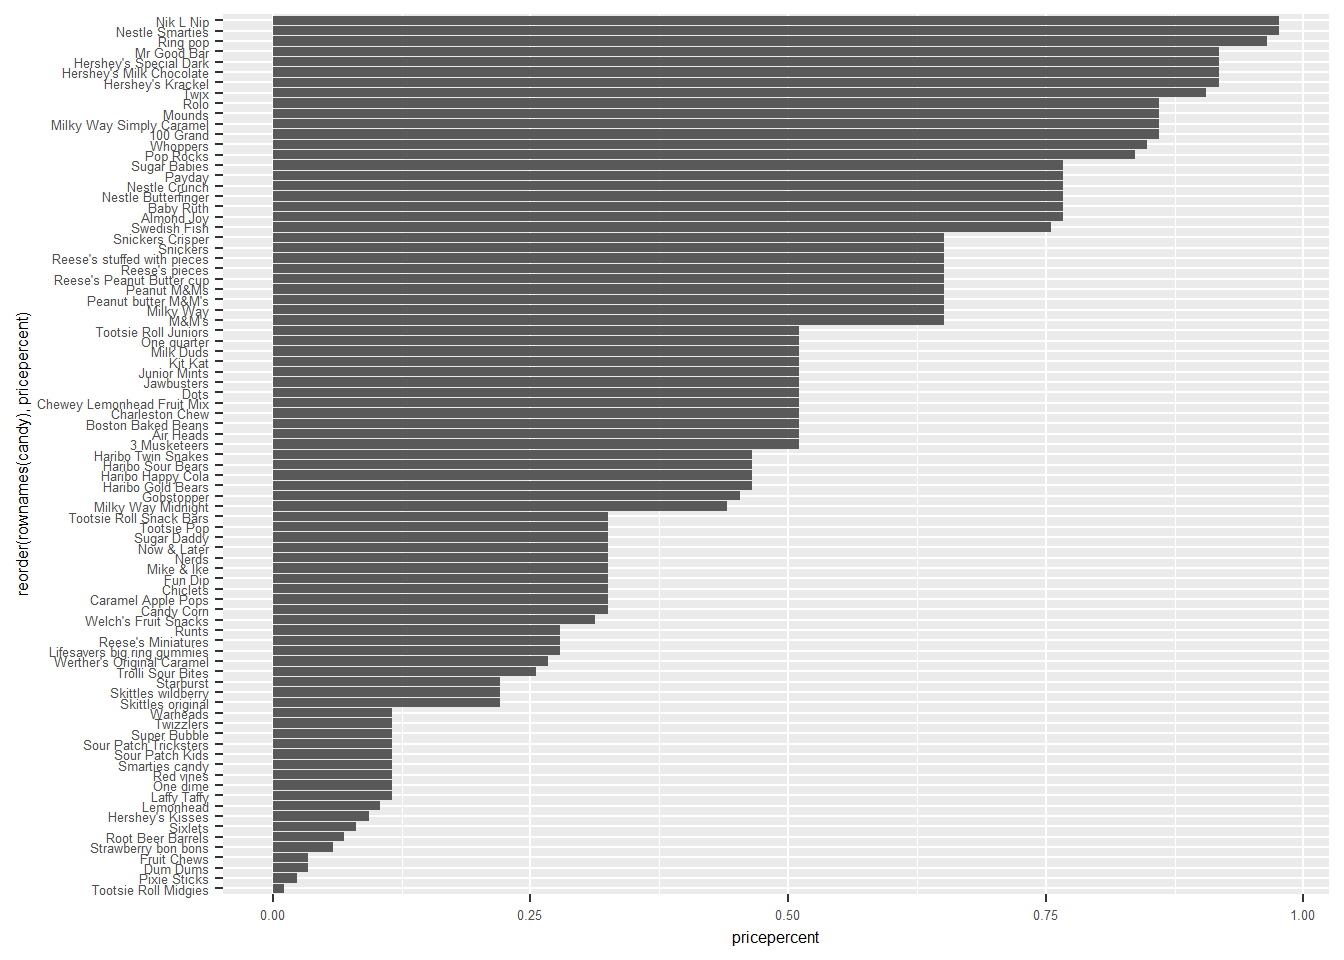 Nik L Nip
Nestle Smarties
Ring pop
Mr Good Bar
Hershey's Special Dark
Hershey's Milk Chocolate
Hershey's Krackel
Twix
Rolo
Mounds
Milky Way Simply Caramel
100 Grand
Whoppers
Pop Rocks
Sugar Babies
Payday
Nestle Crunch
Nestle Butterfinger
Baby Ruth
Almond Joy
Swedish Fish
Snickers Crisper
Snickers
Reese's stuffed with pieces
Reese's pieces
Reese's Peanut Butter cup
Peanut M&Ms
Peanut butter M&M's
Milky Way
M&M's
Tootsie Roll Juniors
One quarter
Milk Duds
Kit Kat
Junior Mints
Jawbusters
Dots
Chewey Lemonhead Fruit Mix
Charleston Chew
Boston Baked Beans
Air Heads
3 Musketeers
Haribo Twin Snakes
Haribo Sour Bears
Haribo Happy Cola
Haribo Gold Bears
Gobstopper
Milky Way Midnight
Tootsie Roll Snack Bars
Tootsie Pop
Sugar Daddy
Now & Later
Nerds
Mike & Ike
Fun Dip
Chiclets
Caramel Apple Pops
Candy Corn
Welch's Fruit Snacks
Runts
Reese's Miniatures
Lifesavers big ring gummies
Werther's Original Caramel
Trolli Sour Bites
Starburst
Skittles wildberry
Skittles original
Warheads
Twizzlers
Super Bubble
Sour Patch Tricksters
Sour Patch Kids
Smarties candy
Red vines
One dime
Laffy Taffy
Lemonhead
Hershey's Kisses
Sixlets
Root Beer Barrels
Strawberry bon bons
Fruit Chews
Dum Dums
Pixie Sticks
Tootsie Roll Midgies
reorder(rownames(candy), pricepercent)
0.00 0.25 0.50 0.75 1.00
pricepercent